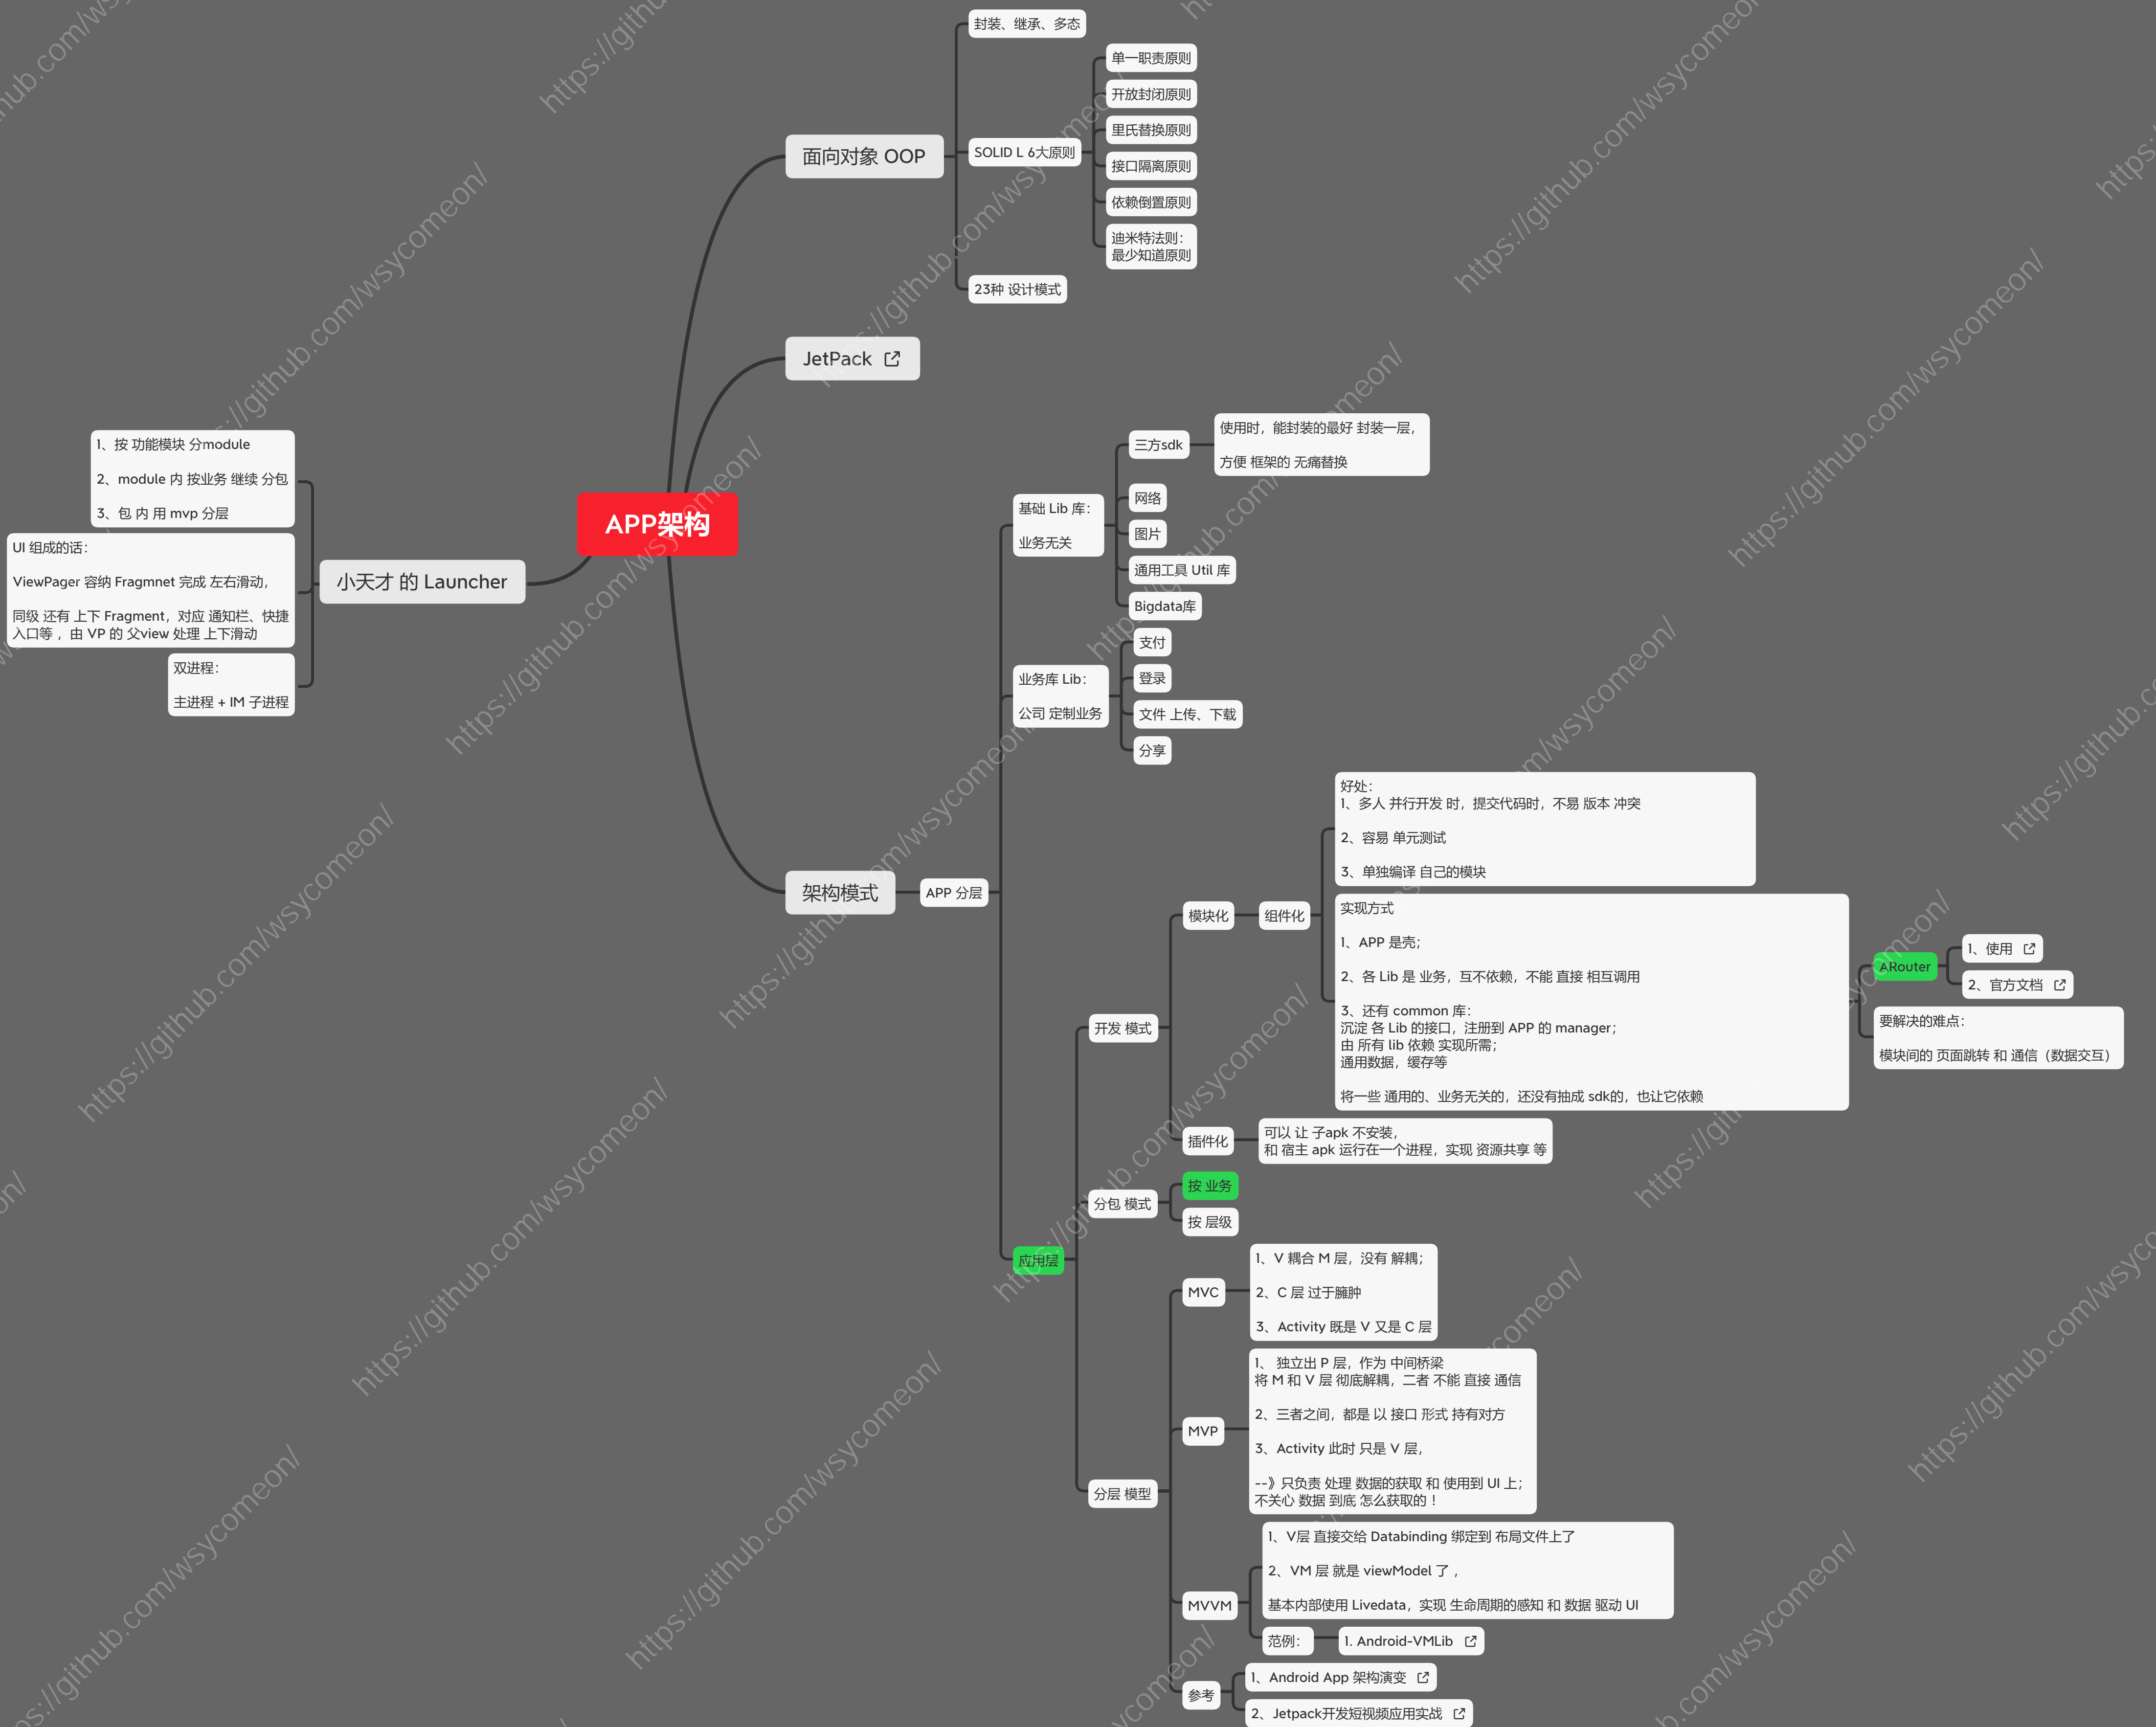 APP架构
面向对象 OOP
封装、继承、多态
SOLID L 6大原则
单一职责原则
开放封闭原则
里氏替换原则
接口隔离原则
依赖倒置原则
迪米特法则：
最少知道原则
23种 设计模式
JetPack
架构模式
APP 分层
基础 Lib 库：
业务无关
三方sdk
使用时，能封装的最好 封装一层，
方便 框架的 无痛替换
网络
图片
通用工具 Util 库
Bigdata库
业务库 Lib：
公司 定制业务
支付
登录
文件 上传、下载
分享
应用层
开发 模式
模块化
组件化
好处：
1、多人 并行开发 时，提交代码时，不易 版本 冲突
2、容易 单元测试
3、单独编译 自己的模块
实现方式
1、APP 是壳；
2、各 Lib 是 业务，互不依赖，不能 直接 相互调用
3、还有 common 库：
沉淀 各 Lib 的接口，注册到 APP 的 manager；
由 所有 lib 依赖 实现所需；
通用数据，缓存等
将一些 通用的、业务无关的，还没有抽成 sdk的，也让它依赖
ARouter
1、使用
2、官方文档
要解决的难点：
模块间的 页面跳转 和 通信（数据交互）
插件化
可以 让 子apk 不安装，
和 宿主 apk 运行在一个进程，实现 资源共享 等
分包 模式
按 业务
按 层级
分层 模型
MVC
1、V 耦合 M 层，没有 解耦；
2、C 层 过于臃肿
3、Activity 既是 V 又是 C 层
MVP
1、 独立出 P 层，作为 中间桥梁
将 M 和 V 层 彻底解耦，二者 不能 直接 通信
2、三者之间，都是 以 接口 形式 持有对方
3、Activity 此时 只是 V 层，
--》只负责 处理 数据的获取 和 使用到 UI 上；
不关心 数据 到底 怎么获取的！
MVVM
1、V层 直接交给 Databinding 绑定到 布局文件上了
2、VM 层 就是 viewModel 了，
基本内部使用 Livedata，实现 生命周期的感知 和 数据 驱动 UI
范例：
1. Android-VMLib
参考
1、Android App 架构演变
2、Jetpack开发短视频应用实战
小天才 的 Launcher
1、按 功能模块 分module
2、module 内 按业务 继续 分包
3、包 内 用 mvp 分层
UI 组成的话：
ViewPager 容纳 Fragmnet 完成 左右滑动，
同级 还有 上下 Fragment，对应 通知栏、快捷
入口等 ，由 VP 的 父view 处理 上下滑动
双进程：
主进程 + IM 子进程
https://github.com/wsycomeon/